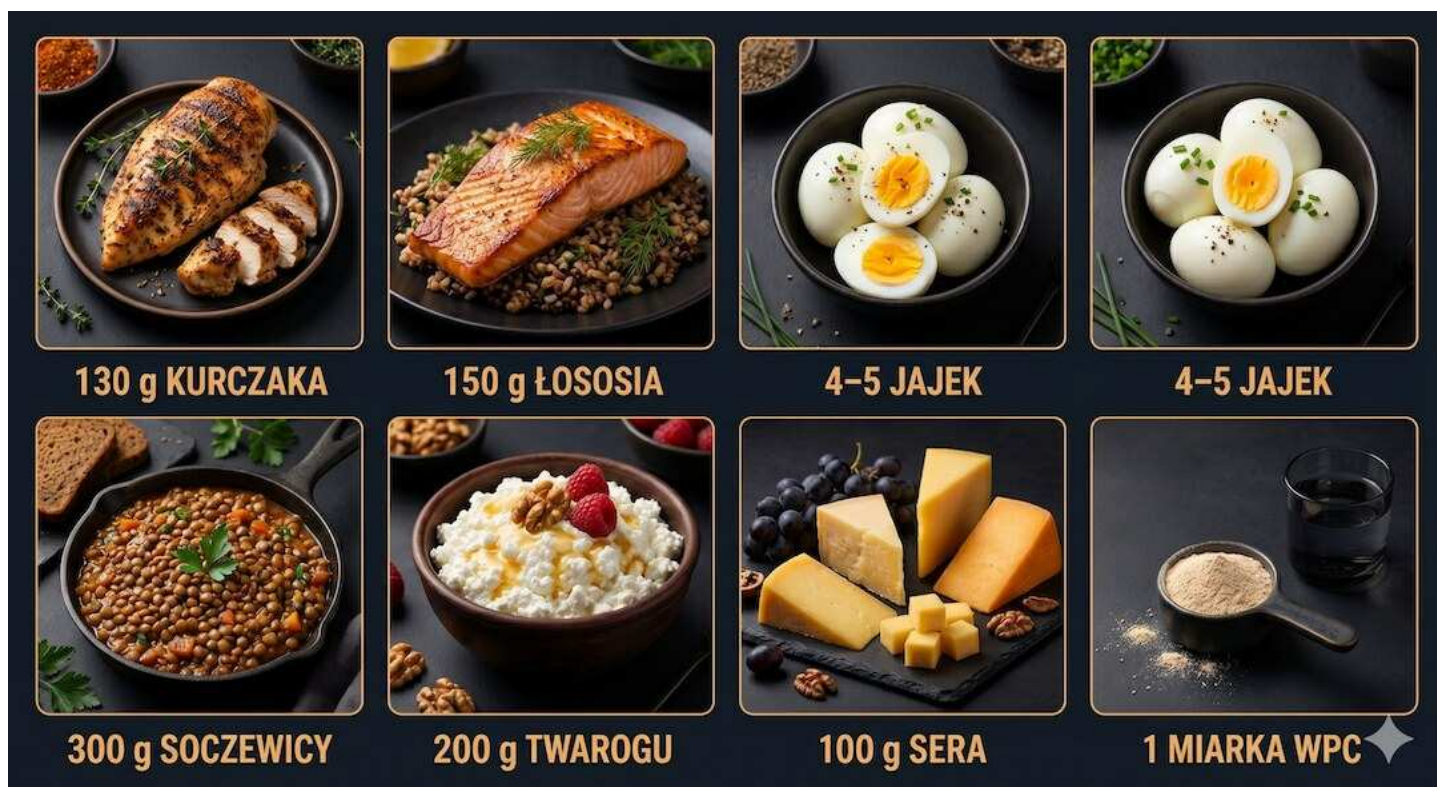 130 g KURCZAKA
150 g ŁOSOSIA
4–5 JAJEK
4–5 JAJEK
300 g SOCZEWICY
200 g TWAROGU
100 g SERA
1 MIARKA WPC